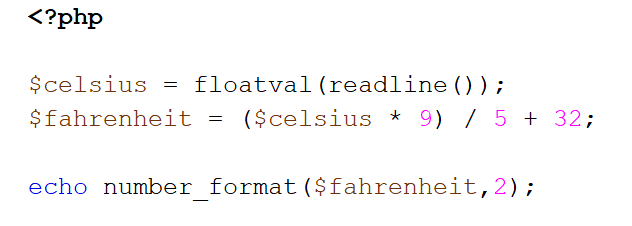 <?php
$celsius = floatval(readline());
$fahrenheit = ($celsius * 9) / 5 + 32;
echo number_format($fahrenheit,2);